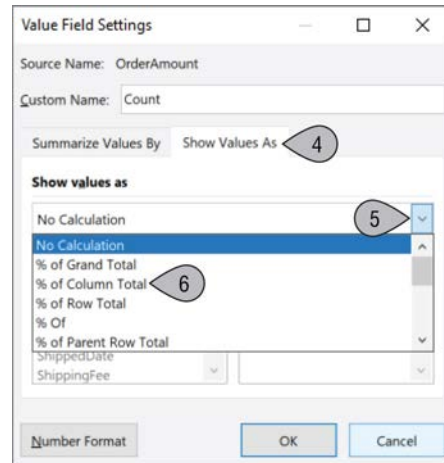 Value Field Settings
Source Name: OrderAmount
Custom Name: Count
Summarize Values By Show Values As 4
Show values as
No Calculation 5
No Calculation
% of Grand Total
% of Column Total 6
% of Row Total
% Of
% of Parent Row Total
ShippedDate
ShippingFee
Number Format OK Cancel